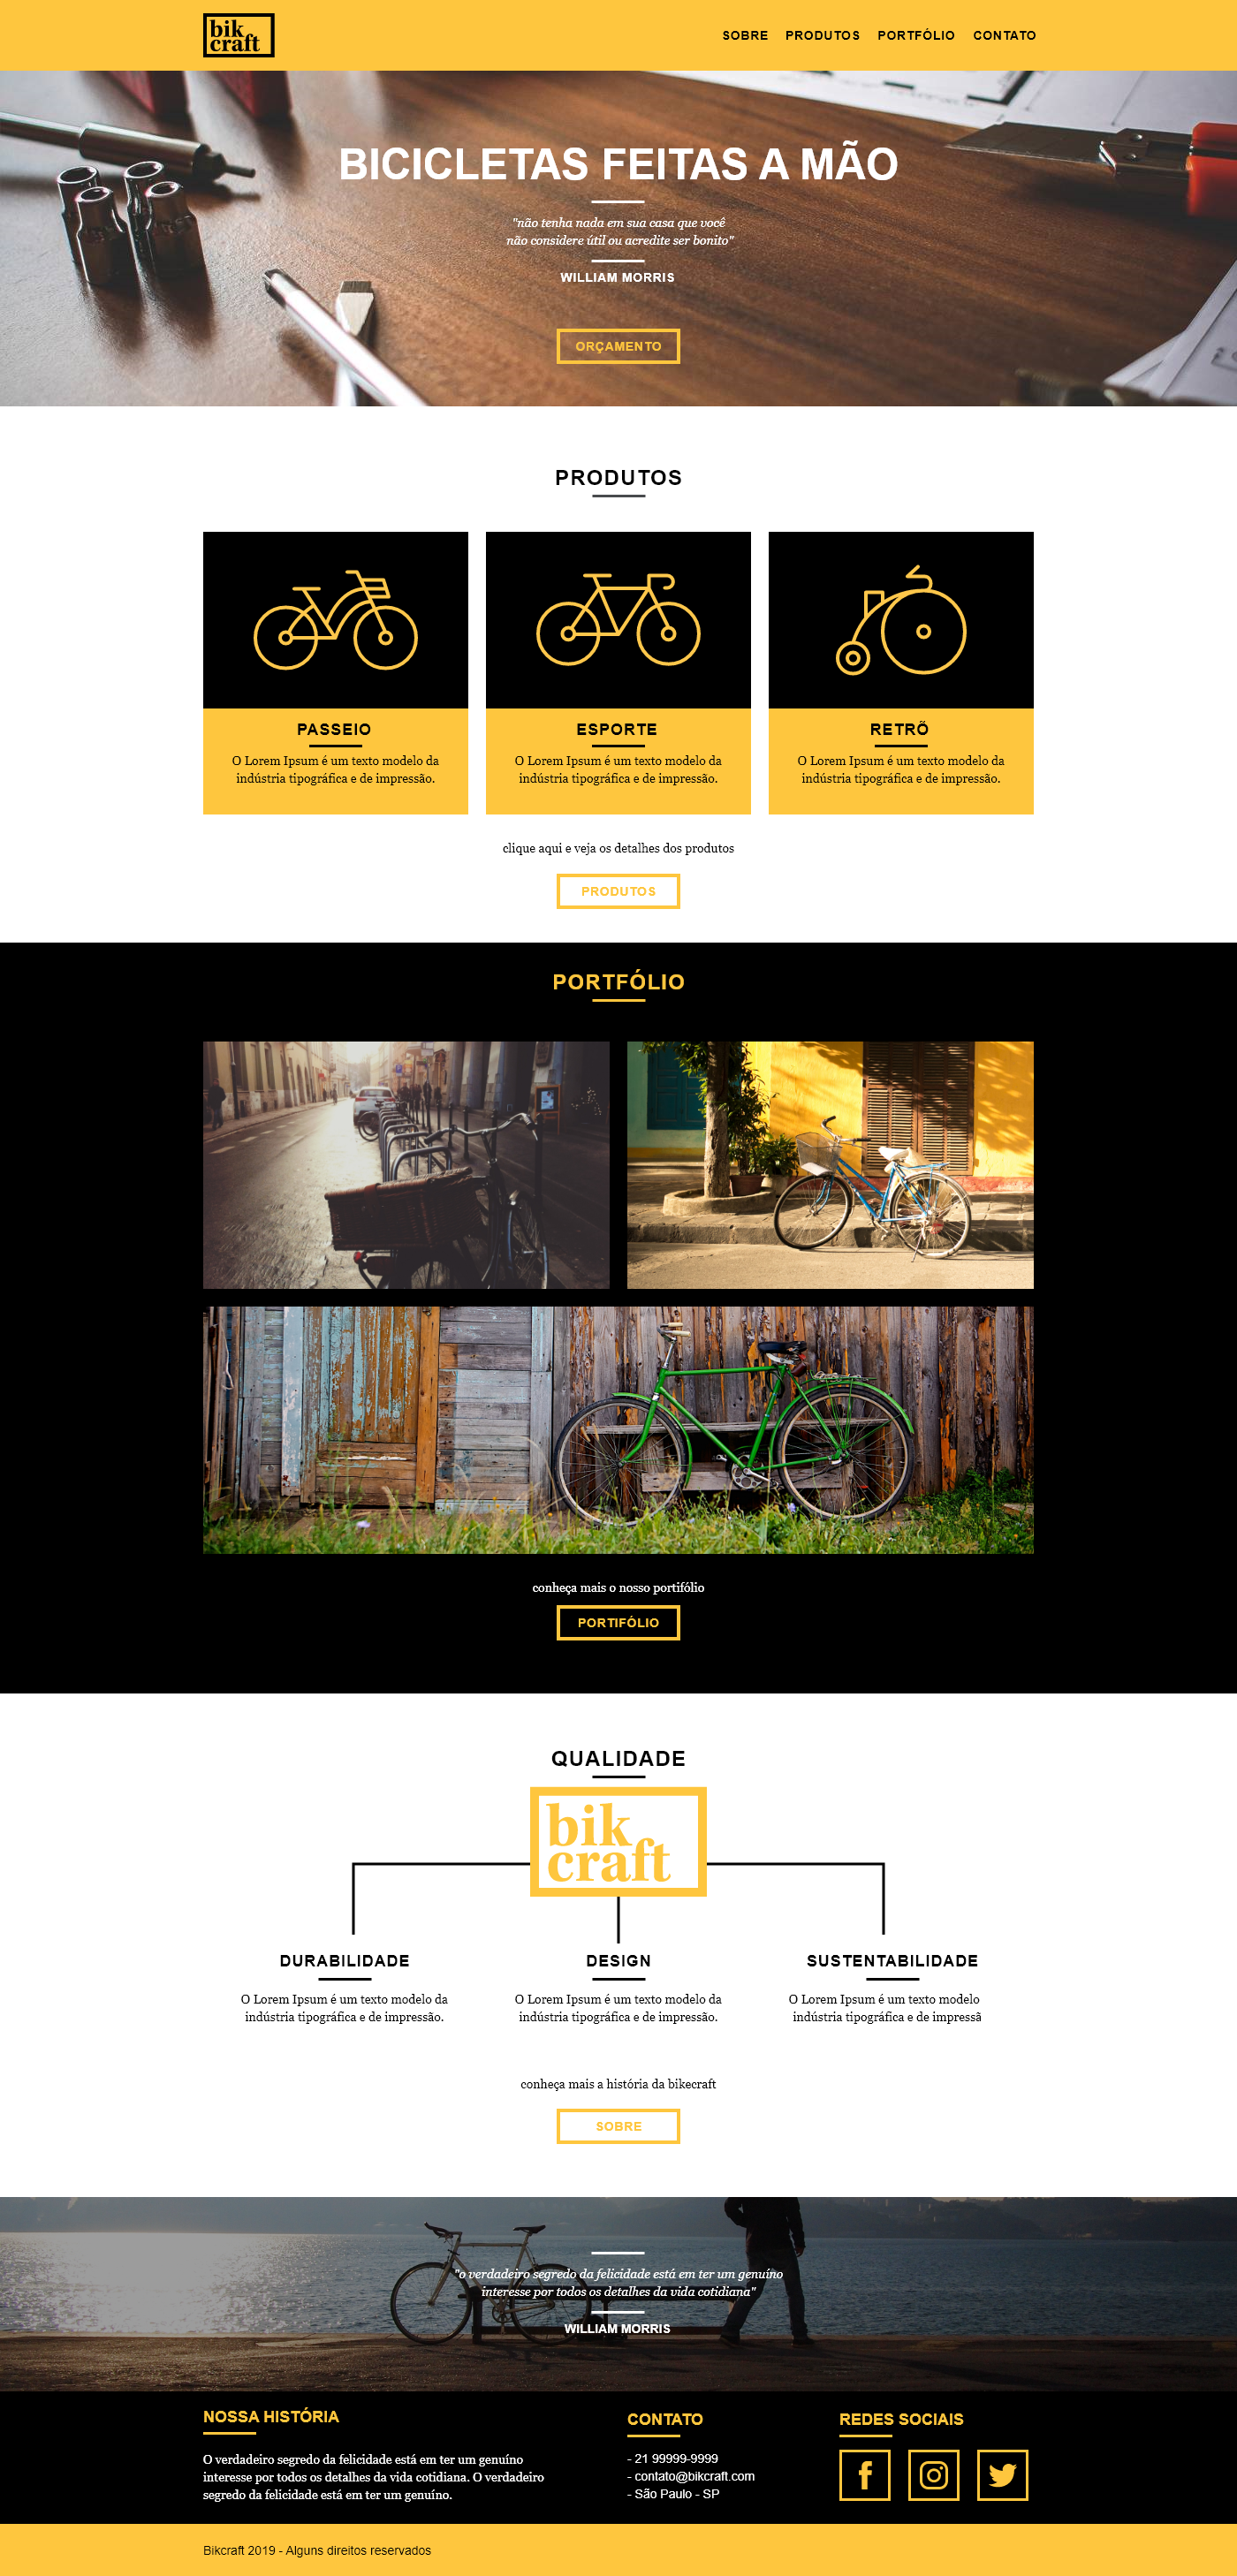 bik
craft
SOBRE PRODUTOS PORTFÓLIO CONTATO
BICICLETAS FEITAS A MÃO
"não tenha nada em sua casa que você
não considere útil ou acredite ser bonito"
WILLIAM MORRIS
ORÇAMENTO
PRODUTOS
PASSEIO
O Lorem Ipsum é um texto modelo da
indústria tipográfica e de impressão.
ESPORTE
O Lorem Ipsum é um texto modelo da
indústria tipográfica e de impressão.
RETRÕ
O Lorem Ipsum é um texto modelo da
indústria tipográfica e de impressão.
clique aqui e veja os detalhes dos produtos
PRODUTOS
PORTFÓLIO
conheça mais o nosso portifólio
PORTIFÓLIO
QUALIDADE
bik
craft
DURABILIDADE
O Lorem Ipsum é um texto modelo da
indústria tipográfica e de impressão.
DESIGN
O Lorem Ipsum é um texto modelo da
indústria tipográfica e de impressão.
SUSTENTABILIDADE
O Lorem Ipsum é um texto modelo
indústria tipográfica e de impressã
conheça mais a história da bikecraft
SOBRE
"o verdadeiro segredo da felicidade está em ter um genuíno
interesse por todos os detalhes da vida cotidiana"
WILLIAM MORRIS
NOSSA HISTÓRIA
O verdadeiro segredo da felicidade está em ter um genuíno
interesse por todos os detalhes da vida cotidiana. O verdadeiro
segredo da felicidade está em ter um genuíno.
CONTATO
- 21 99999-9999
- contato@bikcraft.com
- São Paulo - SP
REDES SOCIAIS
Bikcraft 2019 - Alguns direitos reservados